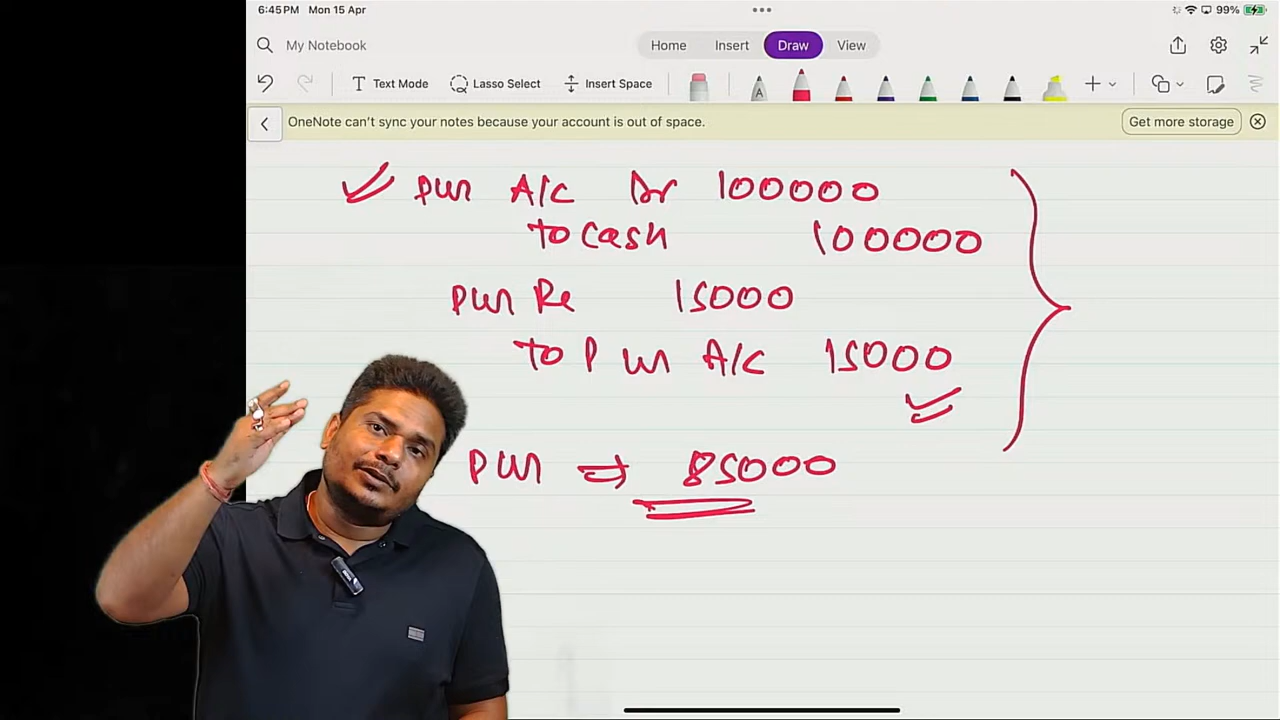 6:45 PM Mon 15 Apr 99%
My Notebook Home Insert Draw View
Text Mode Lasso Select Insert Space
OneNote can't sync your notes because your account is out of space. Get more storage
pur A/c Dr 100000
to cash 100000
pur Re 15000
to Pur A/c 15000
pur ⇒ 85000